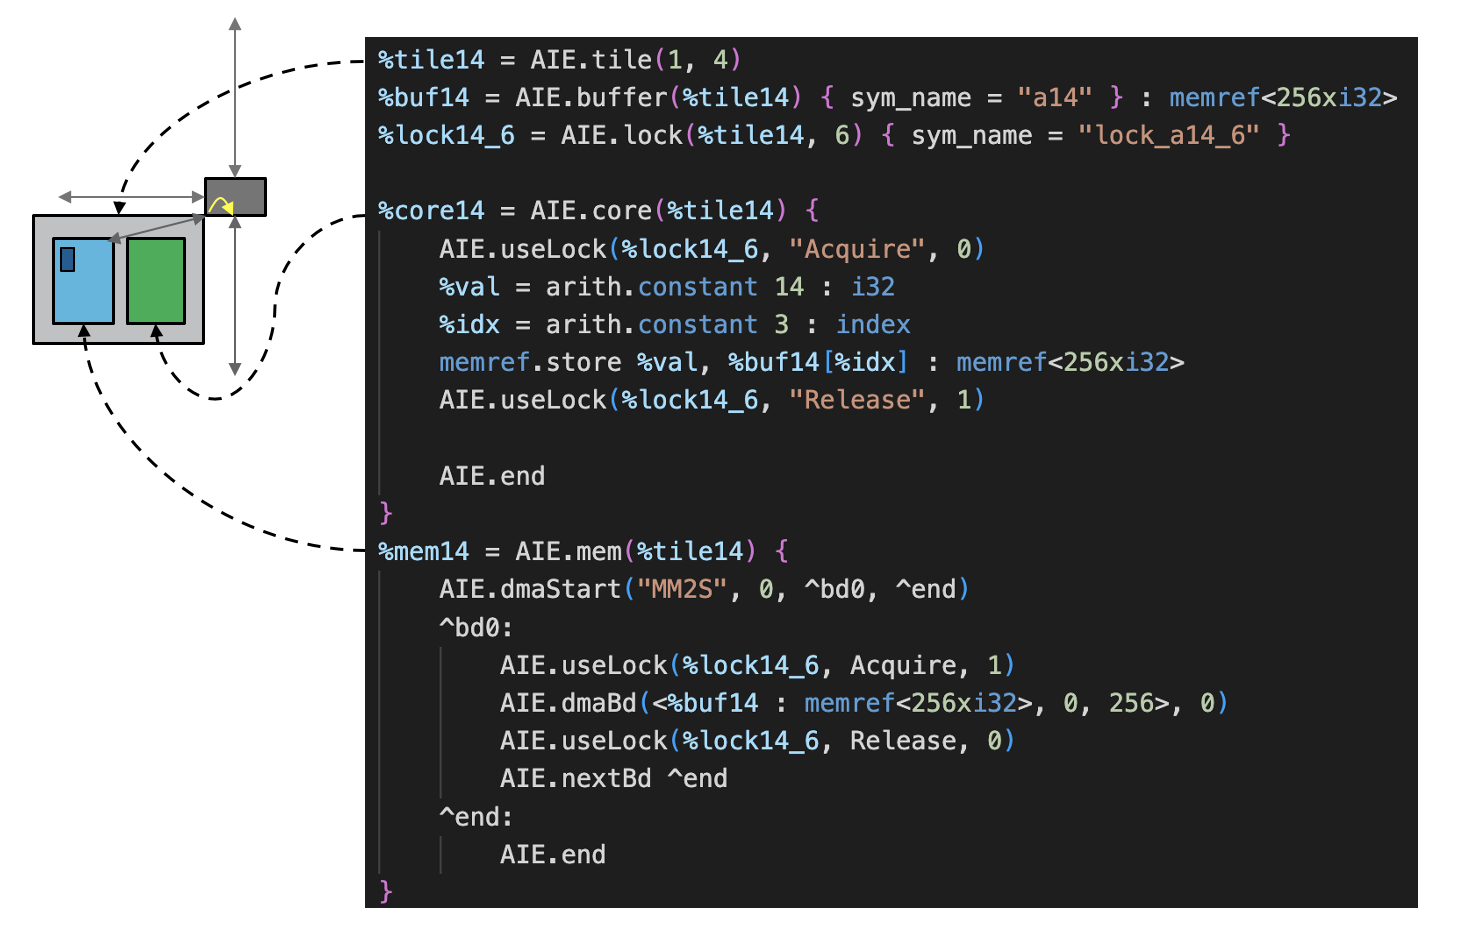 %tile14 = AIE.tile(1, 4)
%buf14 = AIE.buffer(%tile14) { sym_name = "a14" } : memref<256xi32>
%lock14_6 = AIE.lock(%tile14, 6) { sym_name = "lock_a14_6" }
%core14 = AIE.core(%tile14) {
AIE.useLock(%lock14_6, "Acquire", 0)
%val = arith.constant 14 : i32
%idx = arith.constant 3 : index
memref.store %val, %buf14[%idx] : memref<256xi32>
AIE.useLock(%lock14_6, "Release", 1)
AIE.end
}
%mem14 = AIE.mem(%tile14) {
AIE.dmaStart("MM2S", 0, ^bd0, ^end)
^bd0:
AIE.useLock(%lock14_6, Acquire, 1)
AIE.dmaBd(<%buf14 : memref<256xi32>, 0, 256>, 0)
AIE.useLock(%lock14_6, Release, 0)
AIE.nextBd ^end
^end:
AIE.end
}